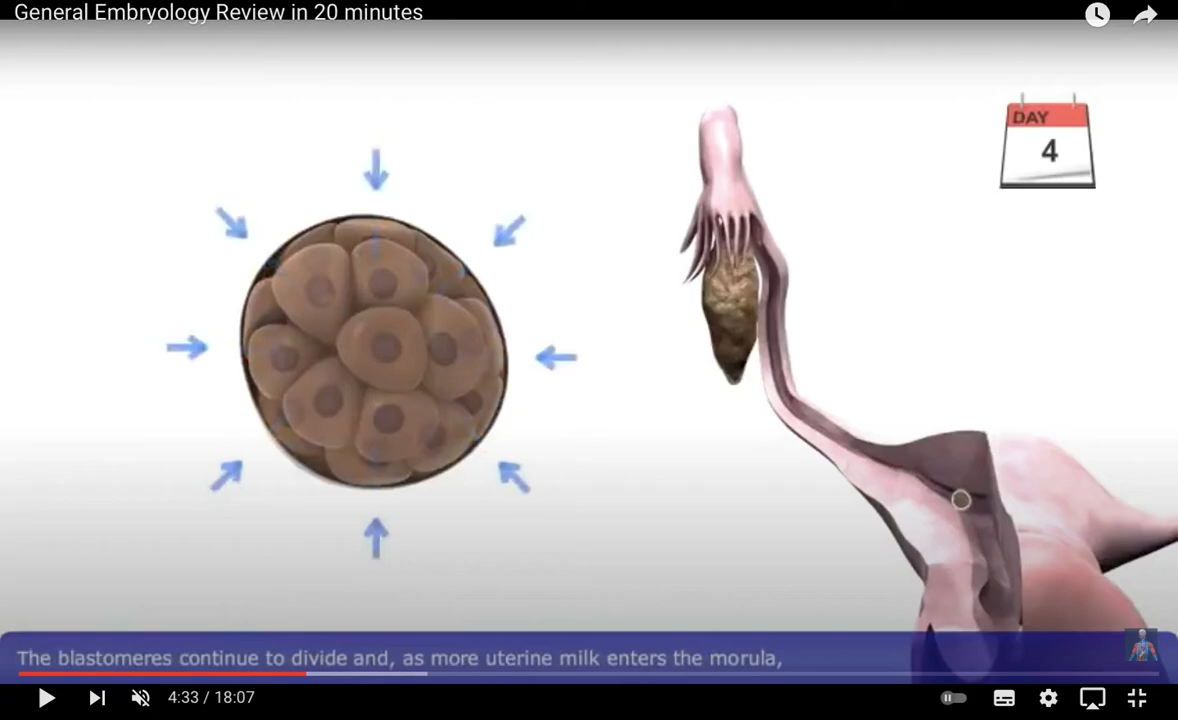 General Embryology Review in 20 minutes
DAY
4
The blastomeres continue to divide and, as more uterine milk enters the morula,
4:33 / 18:07